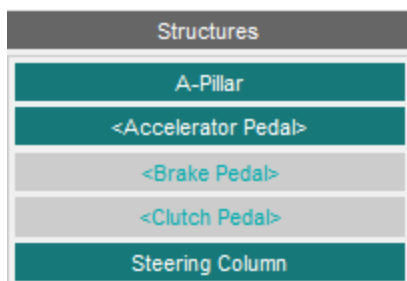 Structures
A-Pillar
<Accelerator Pedal>
<Brake Pedal>
<Clutch Pedal>
Steering Column